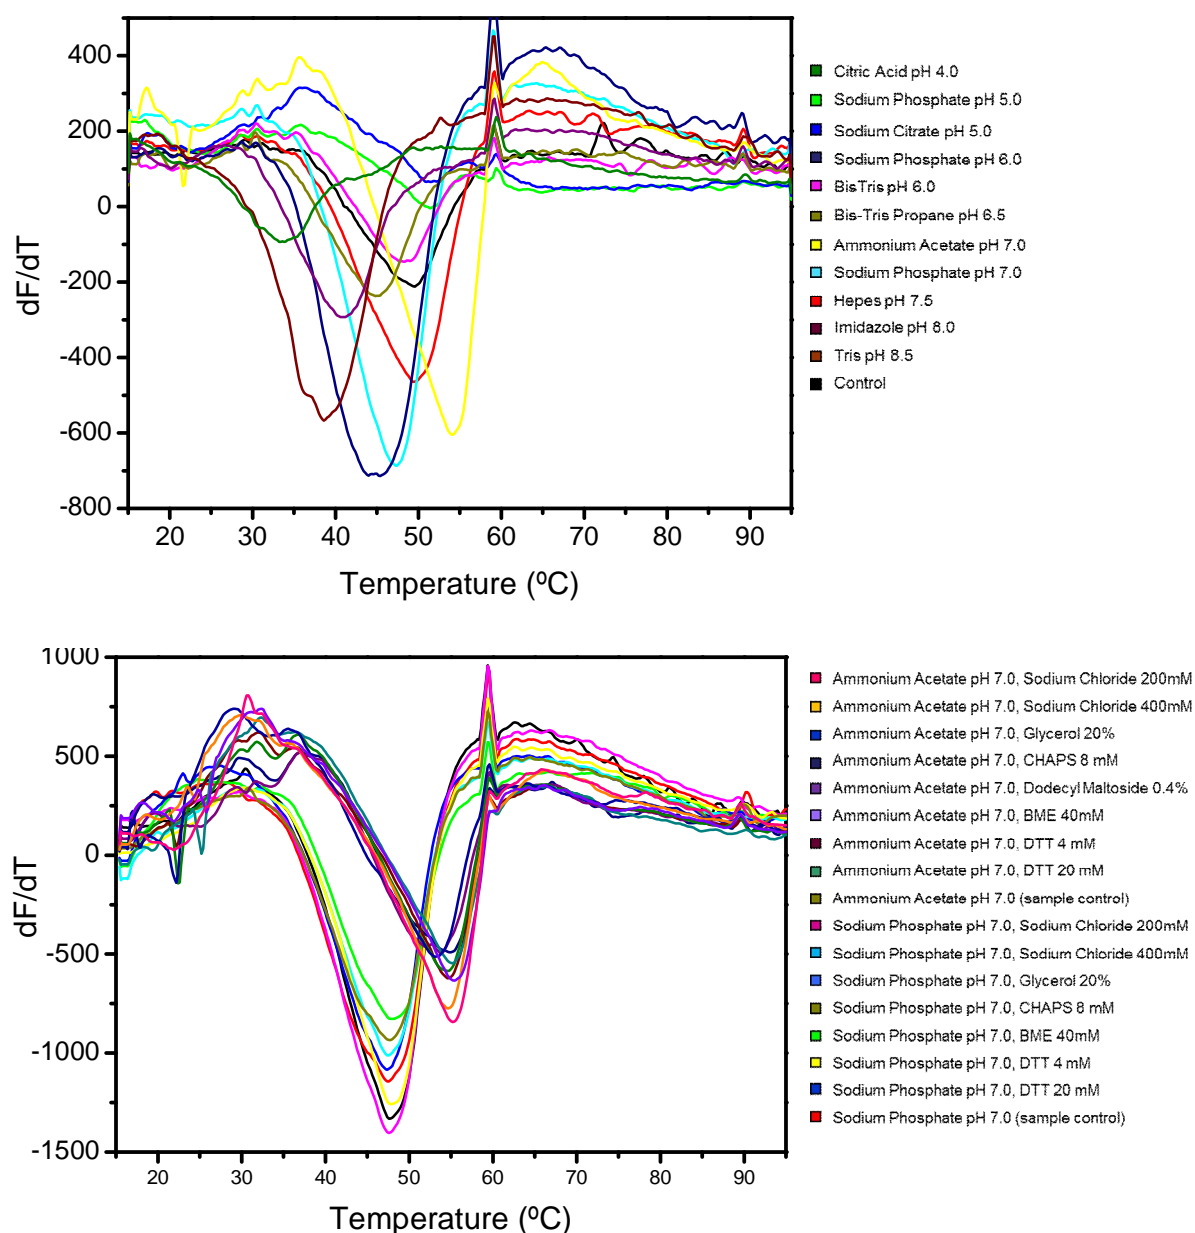 400
200
0
-200
-400
-600
-800
dF/dT
20 30 40 50 60 70 80 90
Temperature (ºC)
Citric Acid pH 4.0
Sodium Phosphate pH 5.0
Sodium Citrate pH 5.0
Sodium Phosphate pH 6.0
BisTris pH 6.0
Bis-Tris Propane pH 6.5
Ammonium Acetate pH 7.0
Sodium Phosphate pH 7.0
Hepes pH 7.5
Imidazole pH 8.0
Tris pH 8.5
Control
1000
500
0
-500
-1000
-1500
dF/dT
20 30 40 50 60 70 80 90
Temperature (ºC)
Ammonium Acetate pH 7.0, Sodium Chloride 200mM
Ammonium Acetate pH 7.0, Sodium Chloride 400mM
Ammonium Acetate pH 7.0, Glycerol 20%
Ammonium Acetate pH 7.0, CHAPS 8 mM
Ammonium Acetate pH 7.0, Dodecyl Maltoside 0.4%
Ammonium Acetate pH 7.0, BME 40mM
Ammonium Acetate pH 7.0, DTT 4 mM
Ammonium Acetate pH 7.0, DTT 20 mM
Ammonium Acetate pH 7.0 (sample control)
Sodium Phosphate pH 7.0, Sodium Chloride 200mM
Sodium Phosphate pH 7.0, Sodium Chloride 400mM
Sodium Phosphate pH 7.0, Glycerol 20%
Sodium Phosphate pH 7.0, CHAPS 8 mM
Sodium Phosphate pH 7.0, BME 40mM
Sodium Phosphate pH 7.0, DTT 4 mM
Sodium Phosphate pH 7.0, DTT 20 mM
Sodium Phosphate pH 7.0 (sample control)